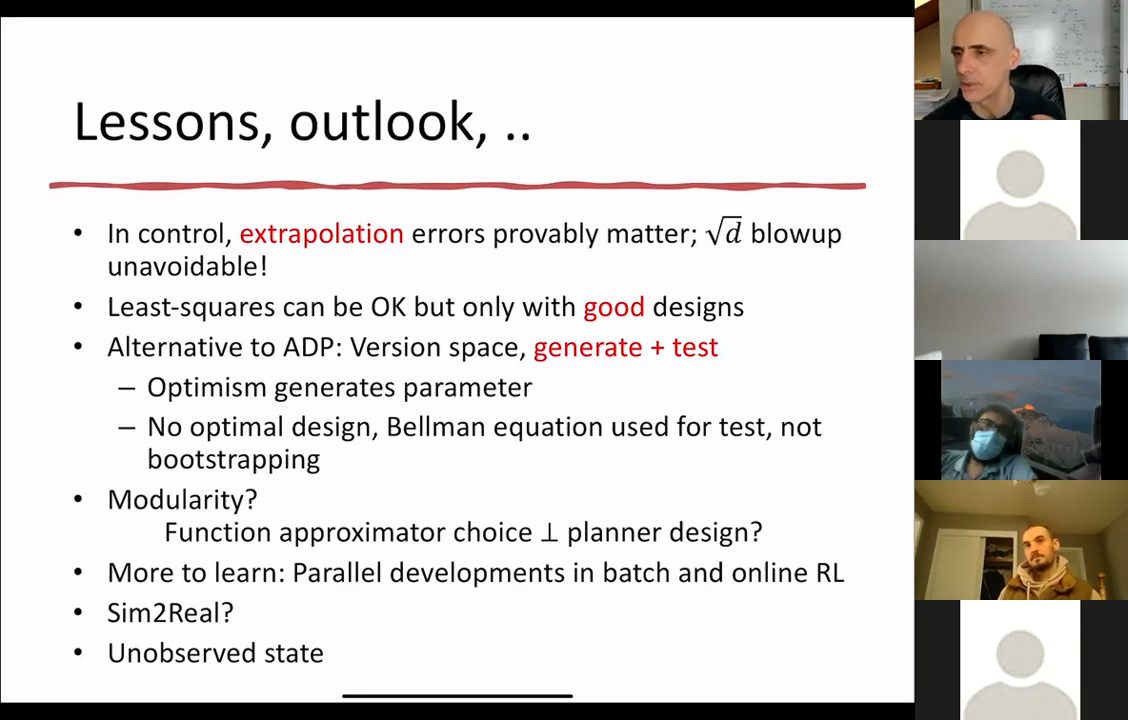 Lessons, outlook, ..
• In control, extrapolation errors provably matter; √d blowup
unavoidable!
• Least-squares can be OK but only with good designs
• Alternative to ADP: Version space, generate + test
– Optimism generates parameter
– No optimal design, Bellman equation used for test, not
bootstrapping
• Modularity?
Function approximator choice ⊥ planner design?
• More to learn: Parallel developments in batch and online RL
• Sim2Real?
• Unobserved state